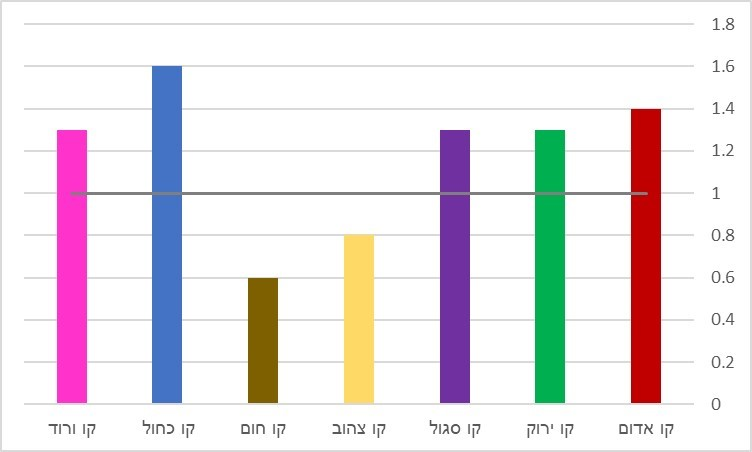 1.8
1.6
1.4
1.2
1
0.8
0.6
0.4
0.2
0
קו אדום
קו ירוק
קו סגול
קו צהוב
קו חום
קו כחול
קו ורוד